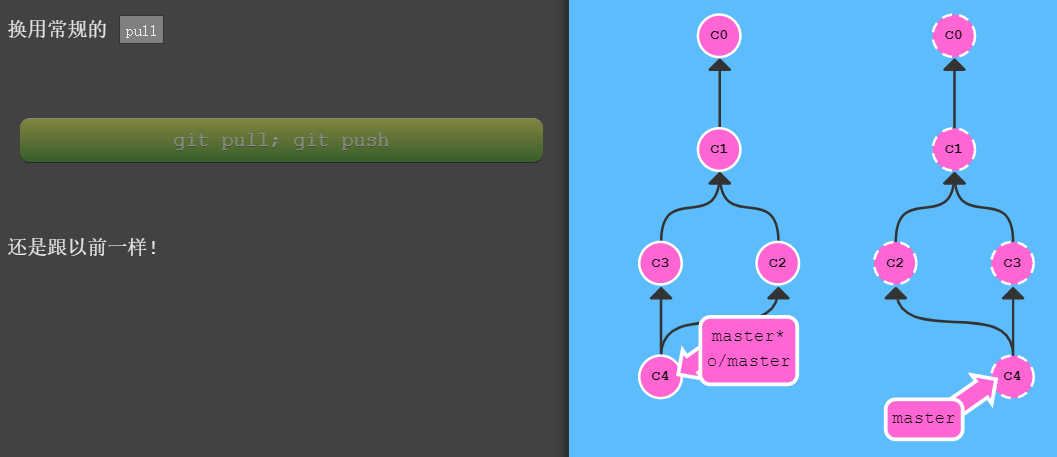 换用常规的 pull
git pull; git push
还是跟以前一样!
C0
C1
C3
C2
master*
o/master
C4
C0
C1
C2
C3
C4
master